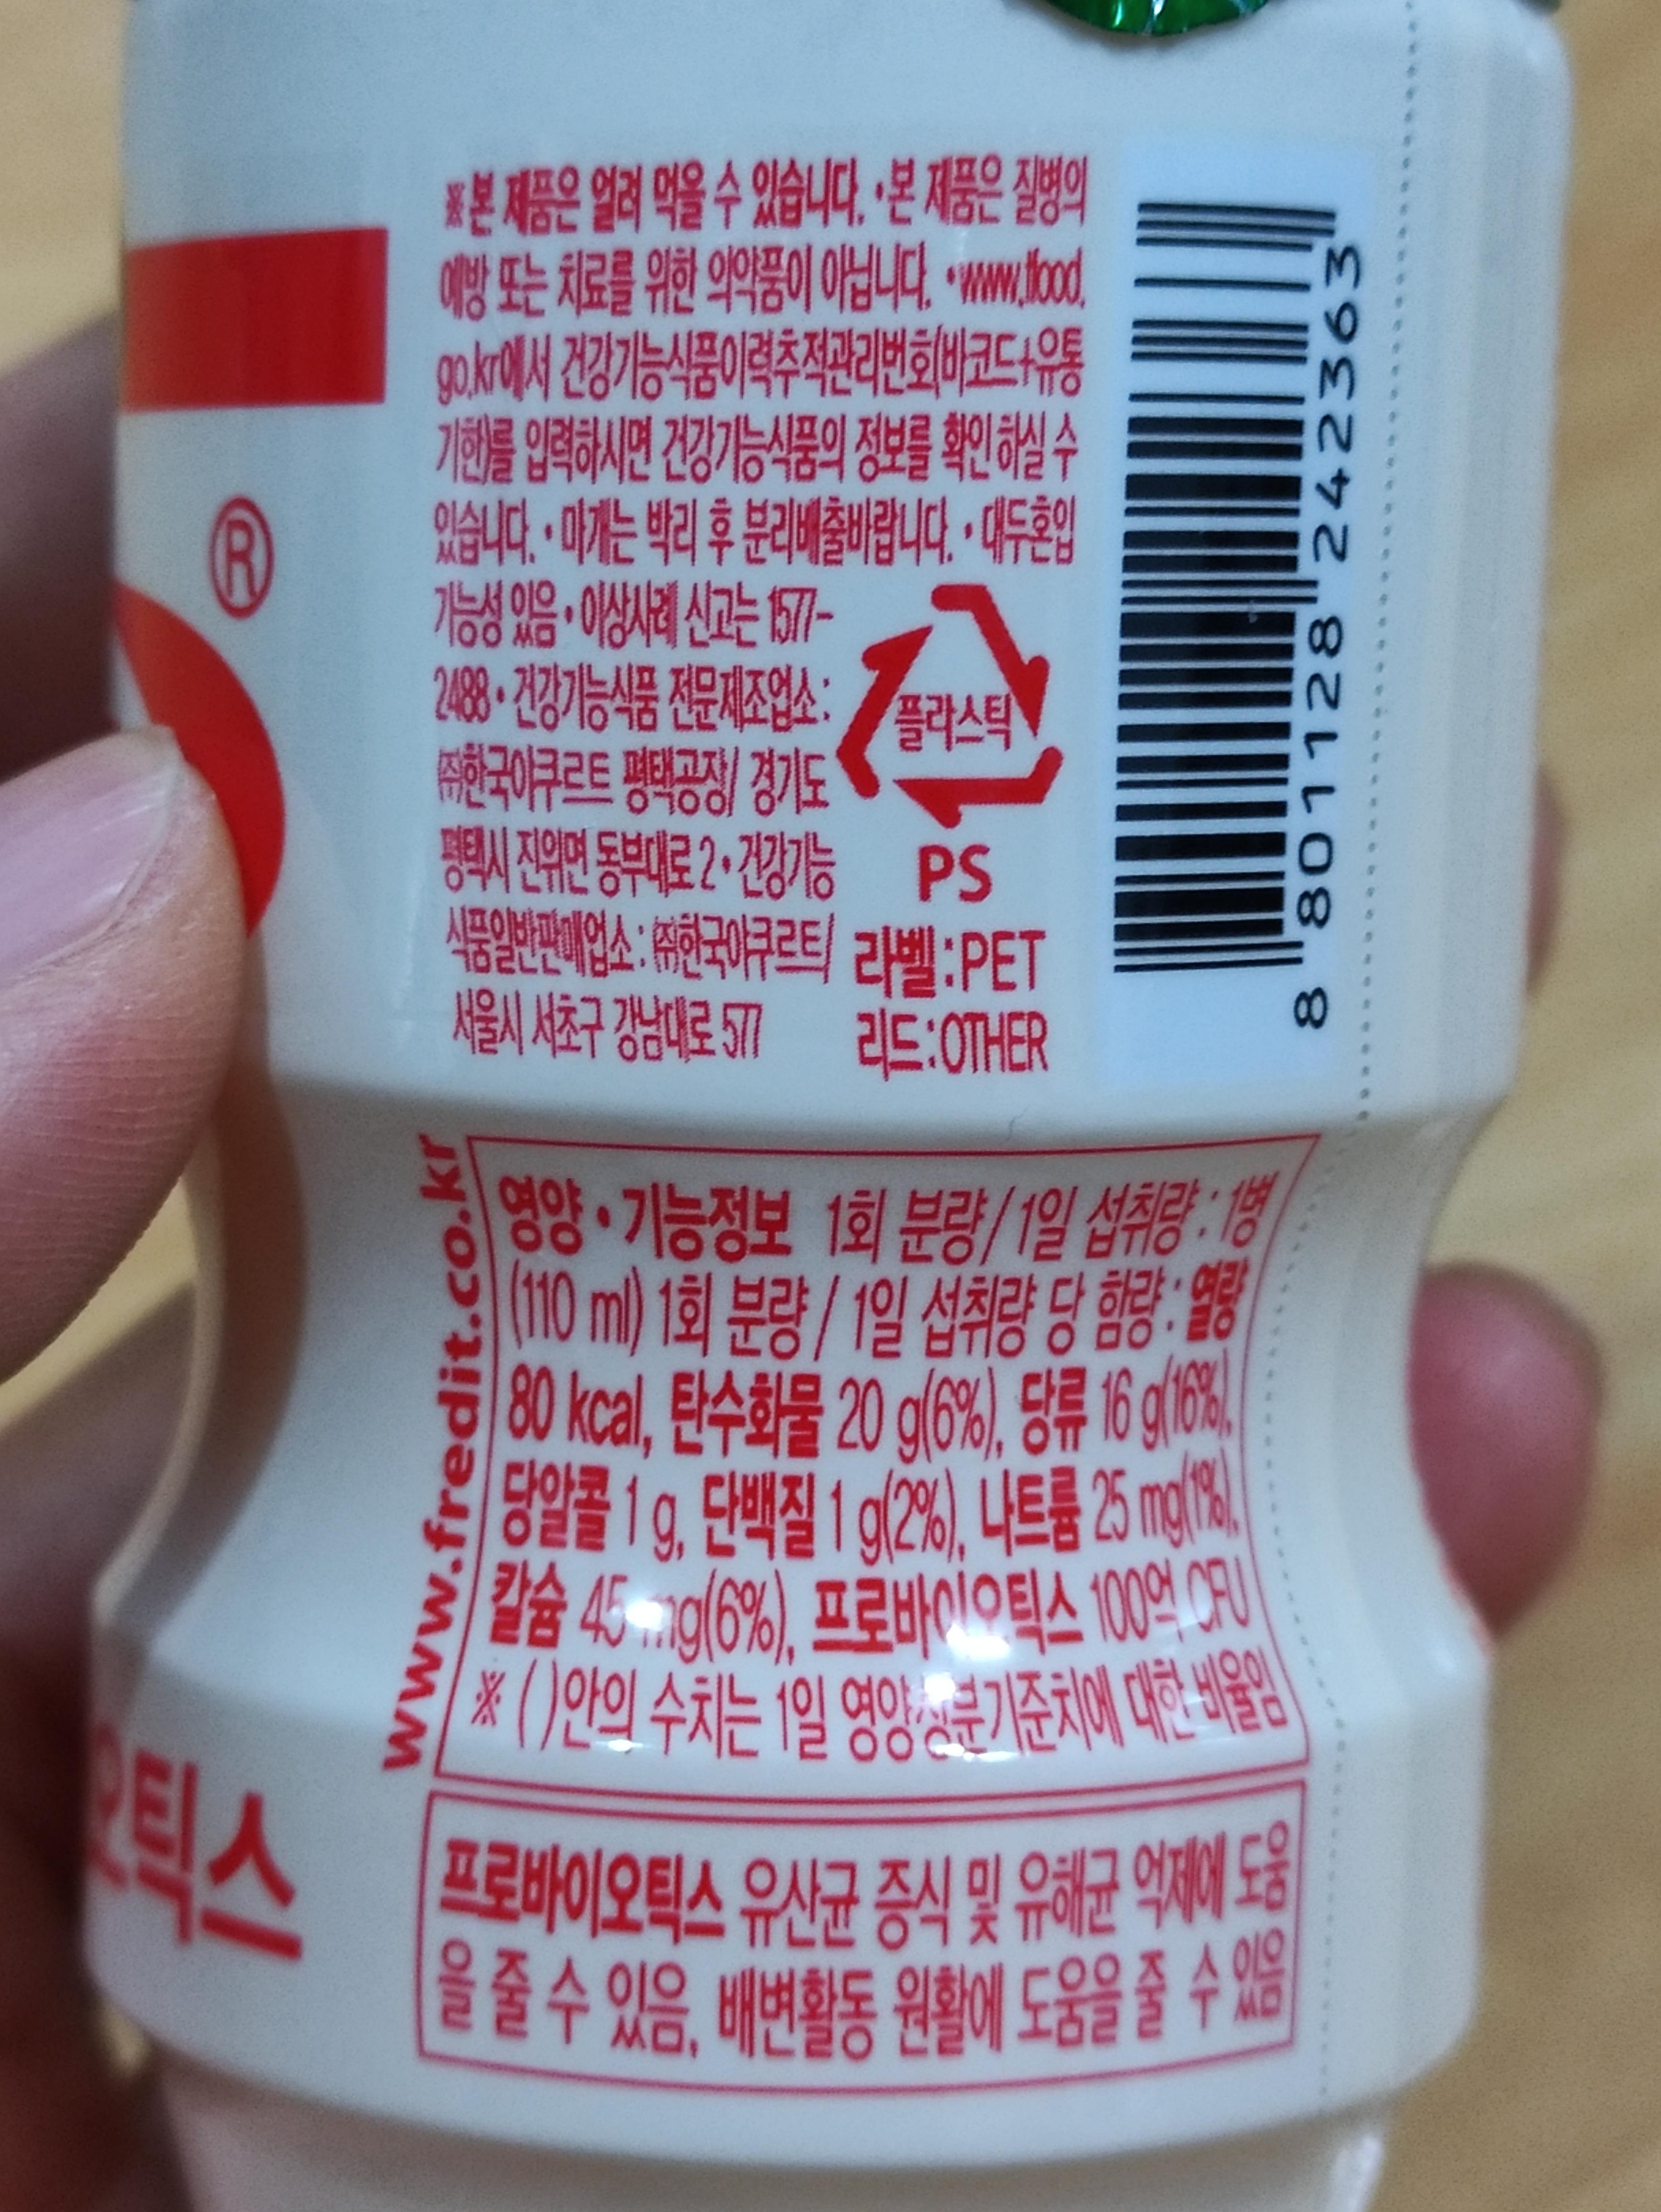 ※본 제품은 얼려 먹을 수 있습니다. •본 제품은 질병의
예방 또는 치료를 위한 의약품이 아닙니다. •www.tfood.
go.kr에서 건강기능식품이력추적관리번호(바코드+유통
기한)를 입력하시면 건강기능식품의 정보를 확인하실 수
있습니다. • 마개는 박리 후 분리배출바랍니다. • 대두혼입
가능성 있음 • 이상사례 신고는 1577-
2488 • 건강기능식품 전문제조업소:
㈜한국야쿠르트 평택공장/ 경기도
평택시 진위면 동부대로 2 • 건강기능
식품일반판매업소: ㈜한국야쿠르트/
서울시 서초구 강남대로 577
플라스틱
PS
라벨:PET
리드:OTHER
8 801128 242363
®
www.fredit.co.kr
영양 • 기능정보 1회 분량/1일 섭취량 : 1병
(110 ml) 1회 분량 / 1일 섭취량 당 함량 : 열량
80 kcal, 탄수화물 20 g(6%), 당류 16 g(16%),
당알콜 1 g, 단백질 1 g(2%), 나트륨 25 mg(1%),
칼슘 45 mg(6%), 프로바이오틱스 100억 CFU
※ ( )안의 수치는 1일 영양성분기준치에 대한 비율임
오틱스
프로바이오틱스 유산균 증식 및 유해균 억제에 도움
을 줄 수 있음, 배변활동 원활에 도움을 줄 수 있음